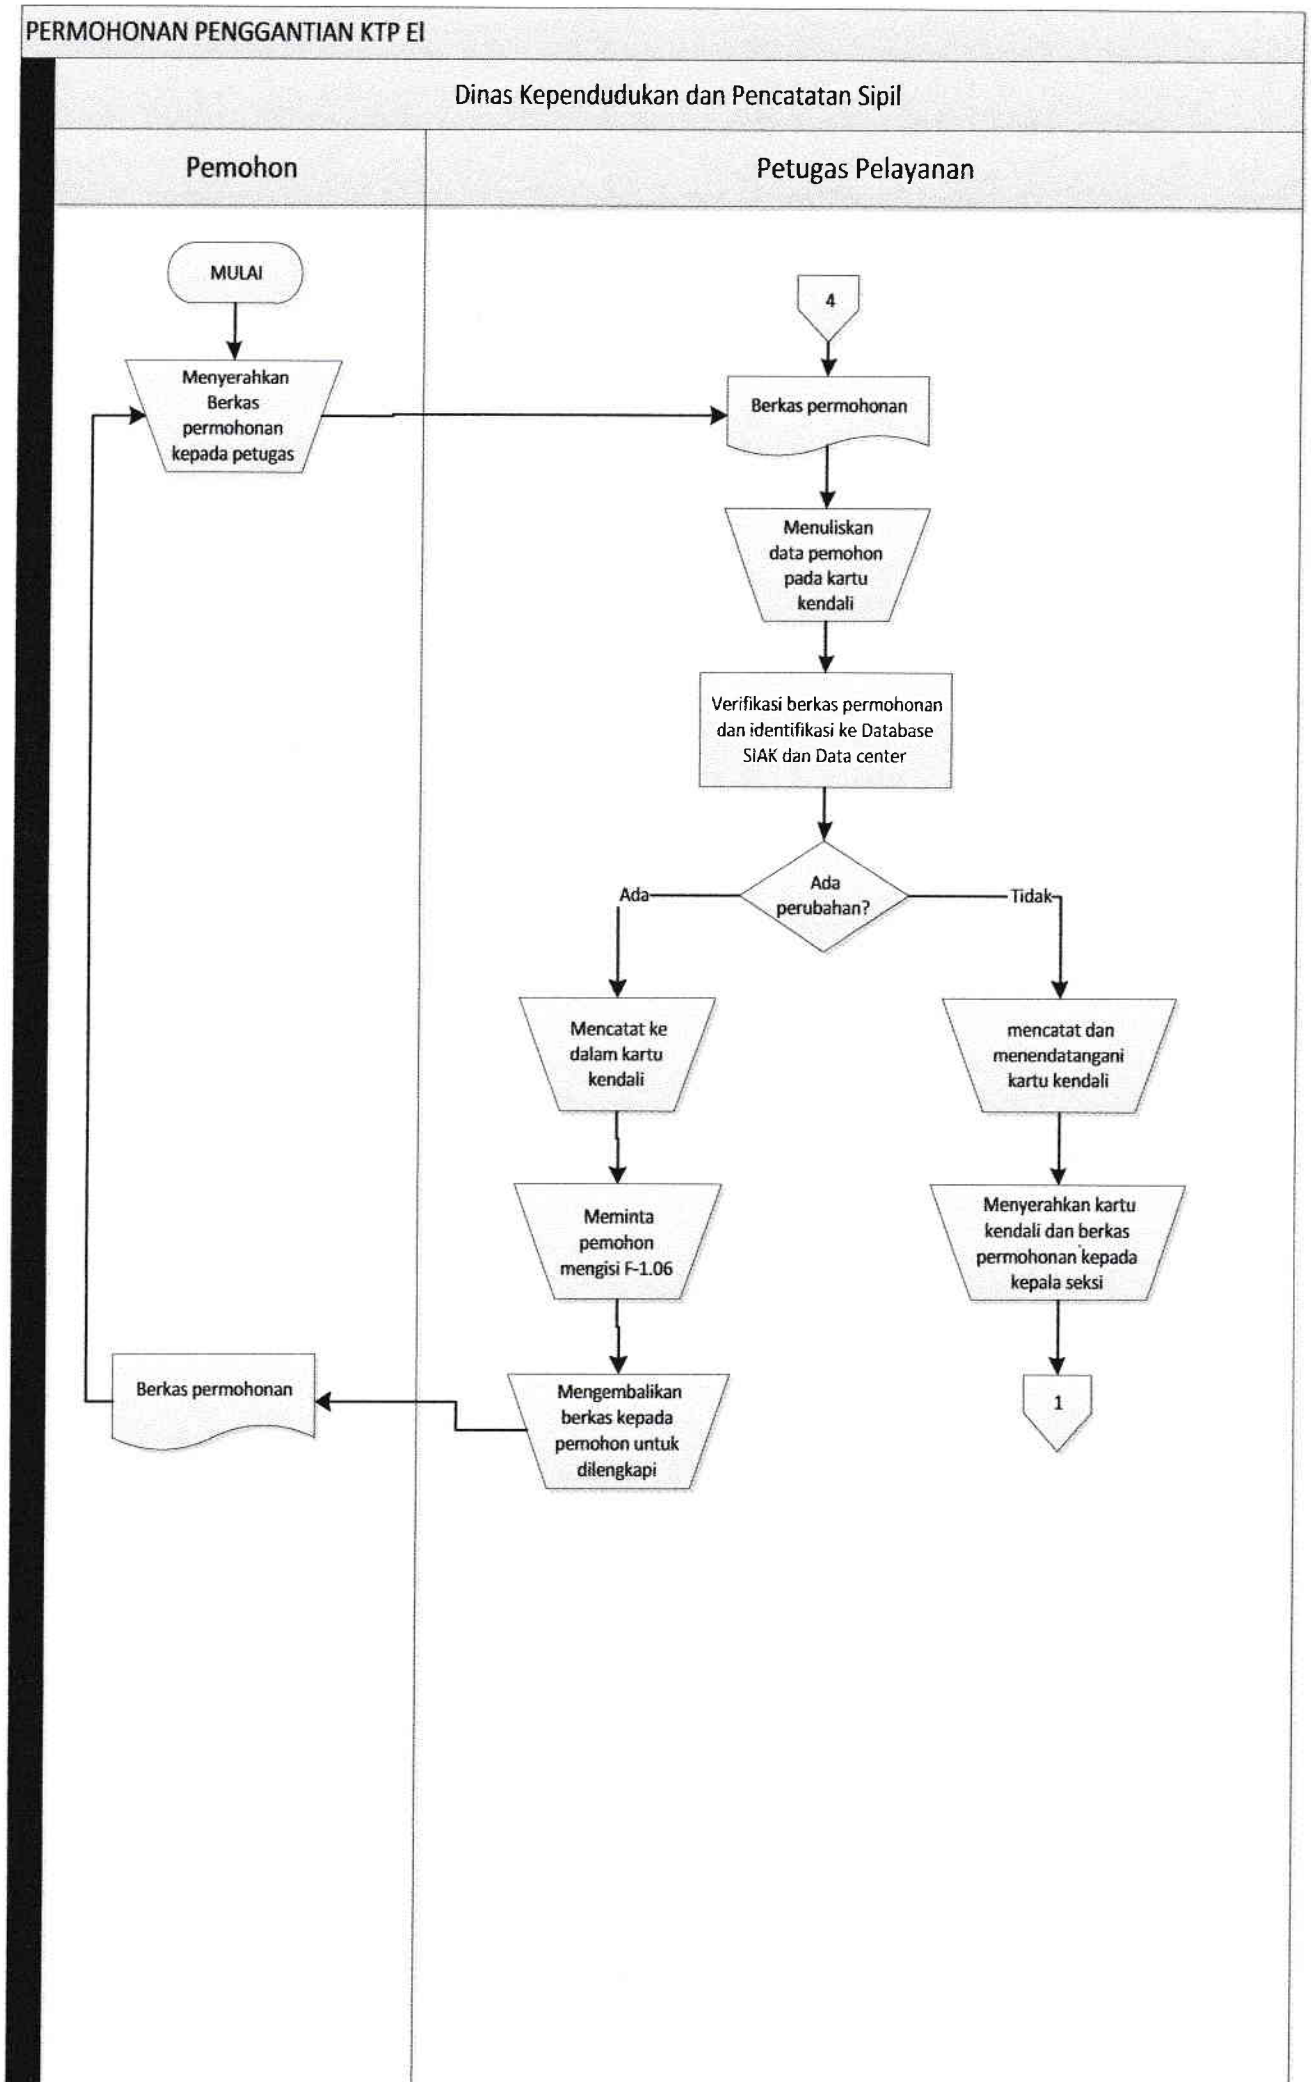 PERMOHONAN PENGGANTIAN KTP El
Dinas Kependudukan dan Pencatatan Sipil
Pemohon
Petugas Pelayanan
MULAI
4
Menyerahkan
Berkas
permohonan
kepada petugas
Berkas permohonan
Menuliskan
data pemohon
pada kartu
kendali
Verifikasi berkas permohonan
dan identifikasi ke Database
SIAK dan Data center
Ada
perubahan?
Ada
Tidak
Mencatat ke
dalam kartu
kendali
mencatat dan
menendatangani
kartu kendali
Meminta
pemohon
mengisi F-1.06
Menyerahkan kartu
kendali dan berkas
permohonan kepada
kepala seksi
Berkas permohonan
Mengembalikan
berkas kepada
pemohon untuk
dilengkapi
1